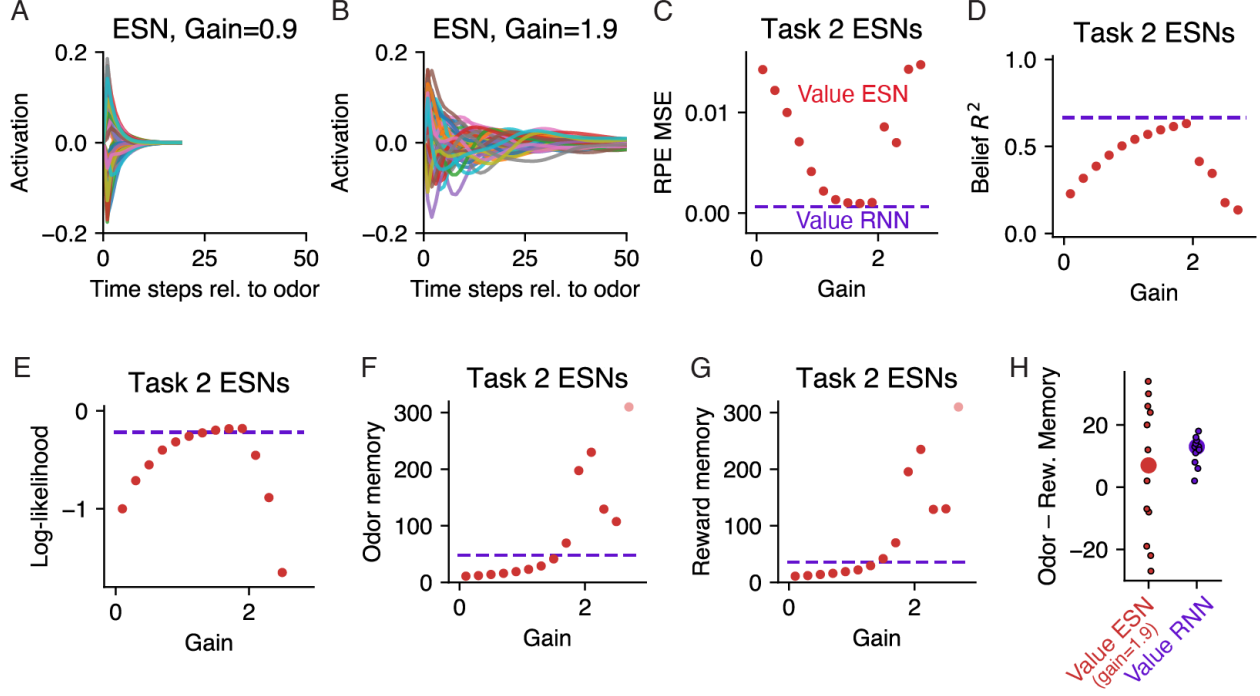 A
ESN, Gain=0.9
0.2
0.0
−0.2
Activation
0
25
50
Time steps rel. to odor
B
ESN, Gain=1.9
0.2
0.0
−0.2
Activation
0
25
50
Time steps rel. to odor
C
Task 2 ESNs
0.01
0.00
RPE MSE
Value ESN
Value RNN
0
2
Gain
D
Task 2 ESNs
1.0
0.5
0.0
Belief R²
0
2
Gain
E
Task 2 ESNs
0
−1
Log-likelihood
0
2
Gain
F
Task 2 ESNs
300
200
100
0
Odor memory
0
2
Gain
G
Task 2 ESNs
300
200
100
0
Reward memory
0
2
Gain
H
20
0
−20
Odor − Rew. Memory
Value ESN
(gain=1.9)
Value RNN